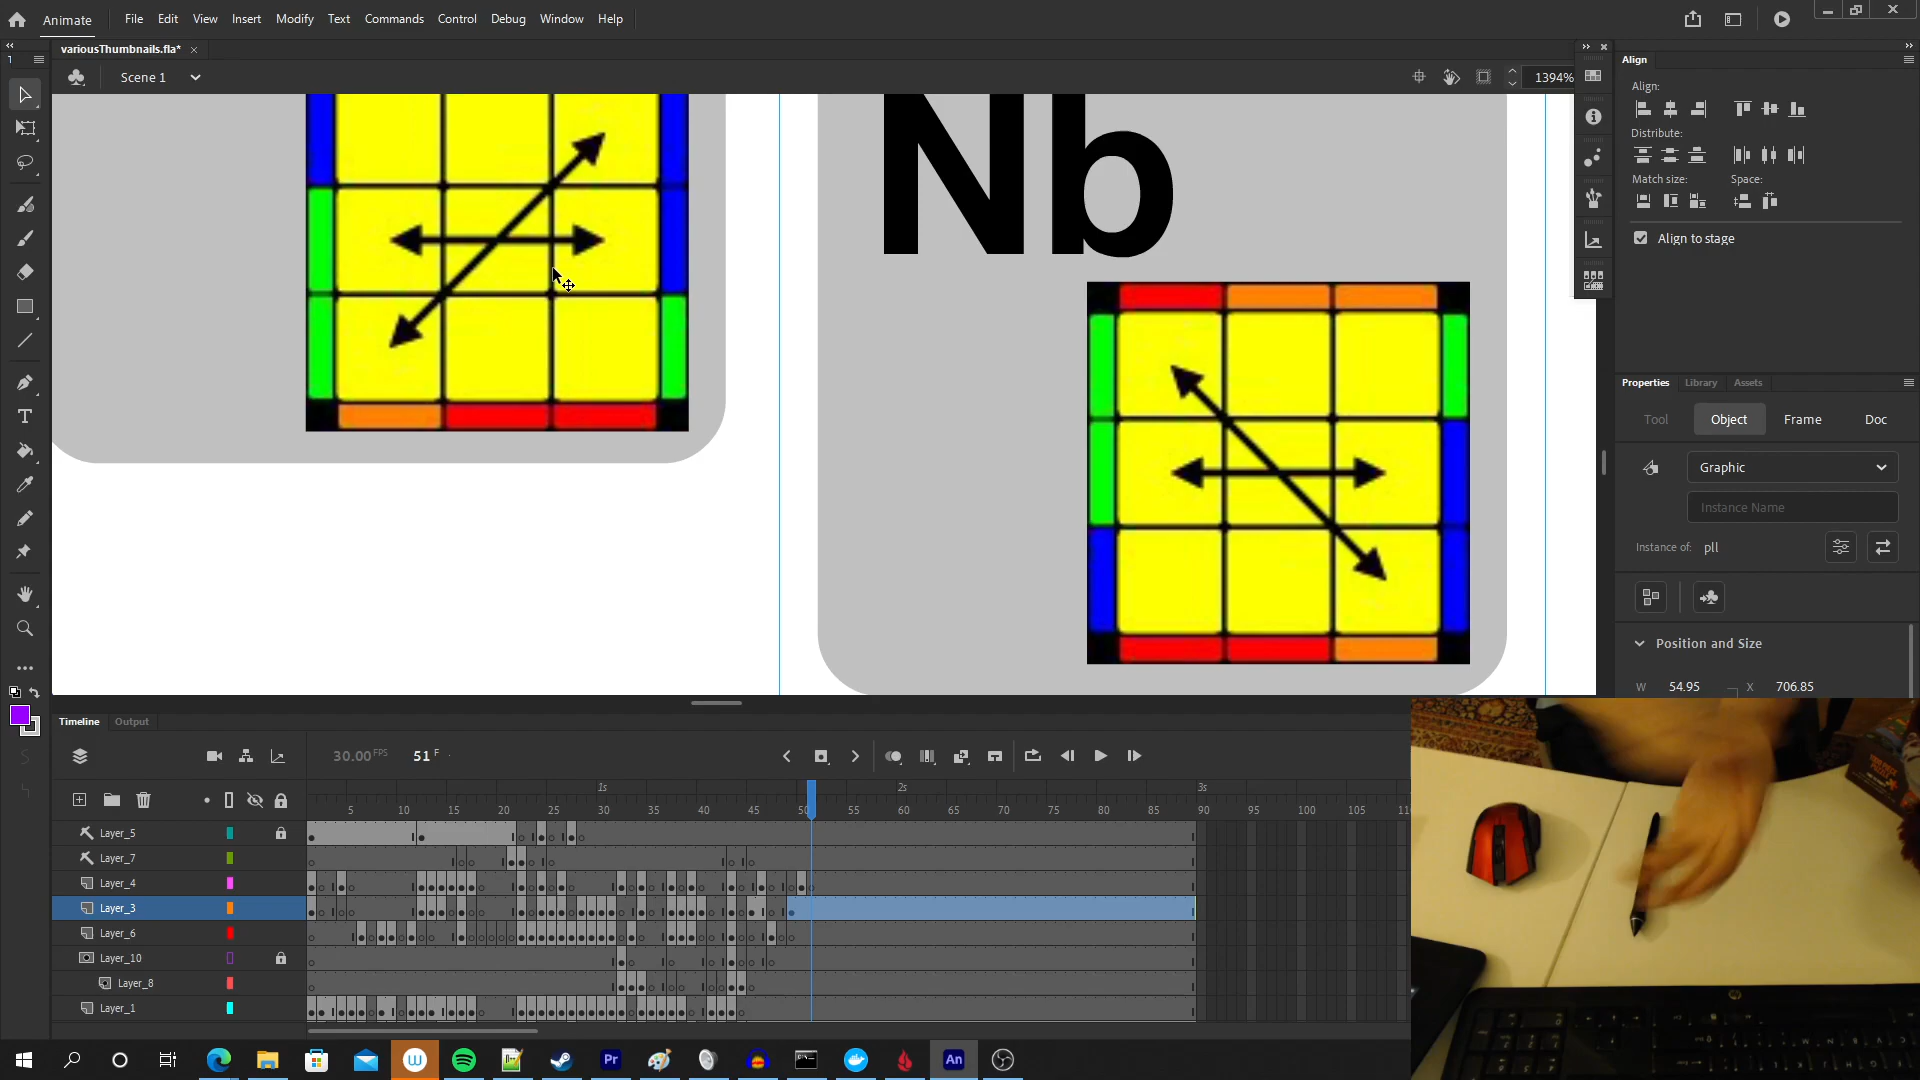 Animate
File Edit View Insert Modify Text Commands Control Debug Window Help
variousThumbnails.fla*
1
Scene 1
1394%
Nb
Align
Align:
Distribute:
Match size:
Space:
Align to stage
Properties Library Assets
Tool Object Frame Doc
Graphic
Instance Name
Instance of: pll
Position and Size
W 54.95 X 706.85
Timeline Output
30.00 FPS 51 F
1s 2s 3s
5 10 15 20 25 30 35 40 45 50 55 60 65 70 75 80 85 90 95 100 105 110
Layer_5
Layer_7
Layer_4
Layer_3
Layer_6
Layer_10
Layer_8
Layer_1
W Pr An